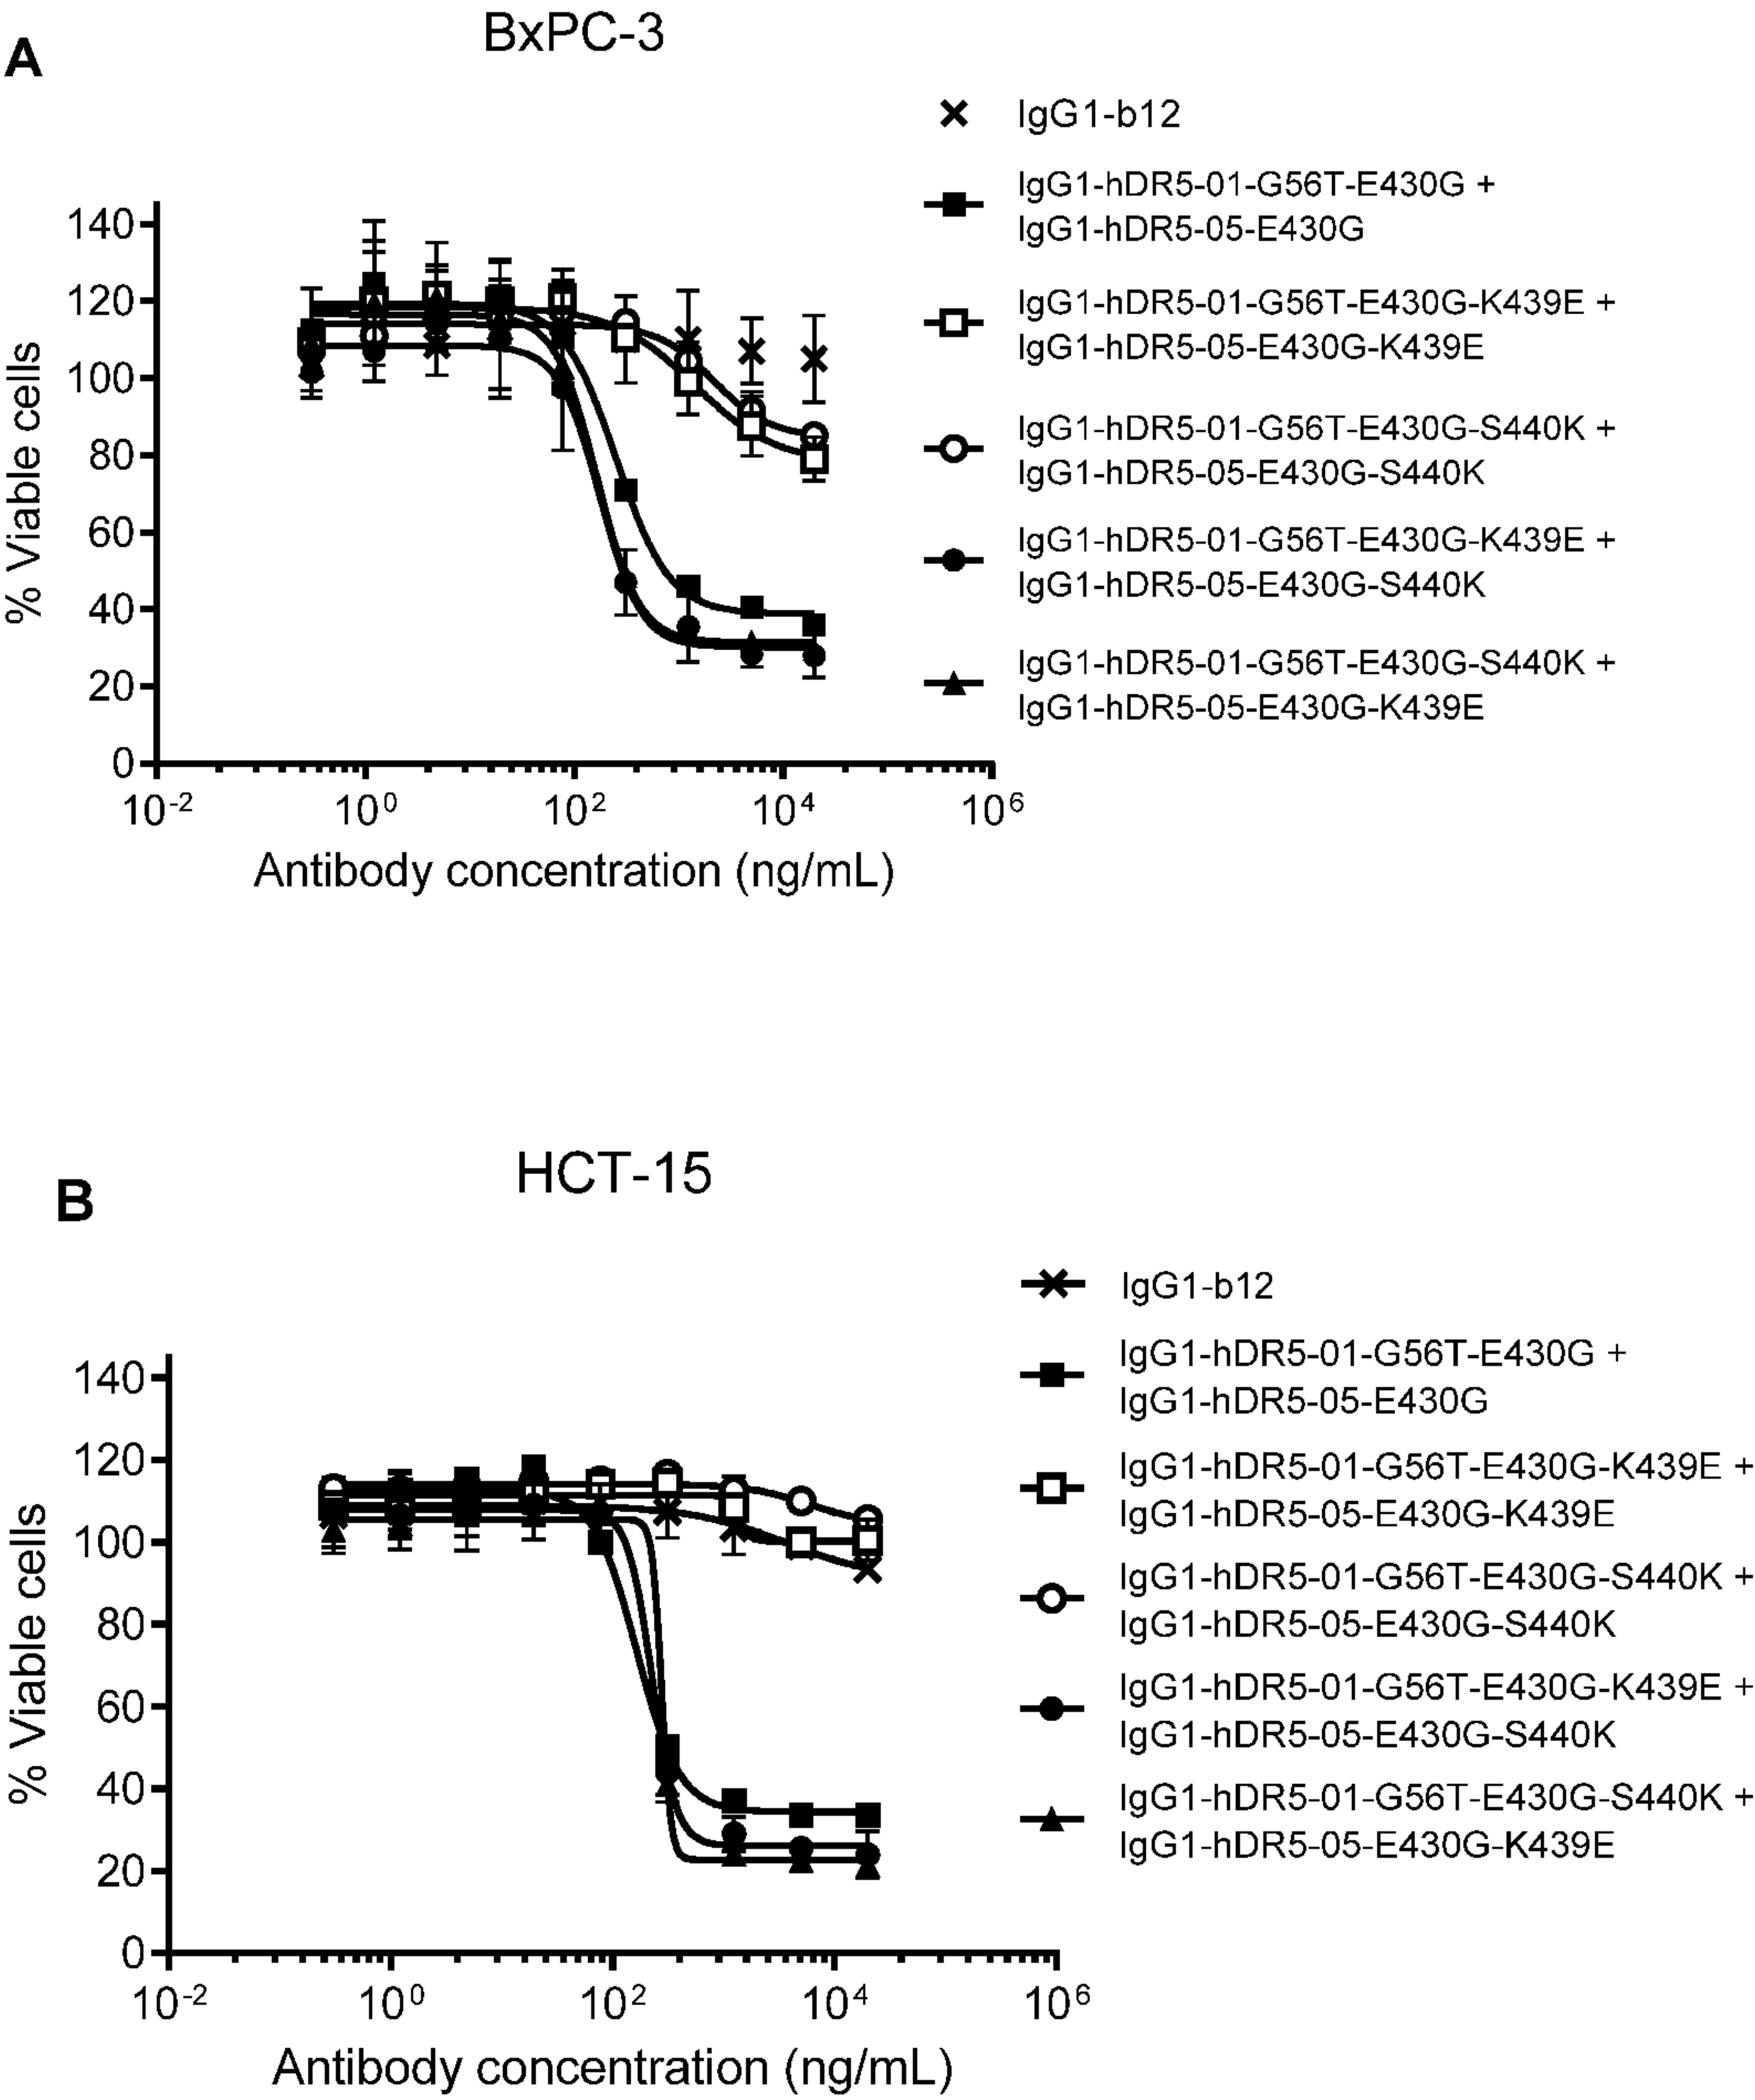 A
BxPC-3
IgG1-b12
IgG1-hDR5-01-G56T-E430G +
IgG1-hDR5-05-E430G
IgG1-hDR5-01-G56T-E430G-K439E +
IgG1-hDR5-05-E430G-K439E
IgG1-hDR5-01-G56T-E430G-S440K +
IgG1-hDR5-05-E430G-S440K
IgG1-hDR5-01-G56T-E430G-K439E +
IgG1-hDR5-05-E430G-S440K
IgG1-hDR5-01-G56T-E430G-S440K +
IgG1-hDR5-05-E430G-K439E
% Viable cells
140
120
100
80
60
40
20
0
10-2 100 102 104 106
Antibody concentration (ng/mL)
B
HCT-15
IgG1-b12
IgG1-hDR5-01-G56T-E430G +
IgG1-hDR5-05-E430G
IgG1-hDR5-01-G56T-E430G-K439E +
IgG1-hDR5-05-E430G-K439E
IgG1-hDR5-01-G56T-E430G-S440K +
IgG1-hDR5-05-E430G-S440K
IgG1-hDR5-01-G56T-E430G-K439E +
IgG1-hDR5-05-E430G-S440K
IgG1-hDR5-01-G56T-E430G-S440K +
IgG1-hDR5-05-E430G-K439E
% Viable cells
140
120
100
80
60
40
20
0
10-2 100 102 104 106
Antibody concentration (ng/mL)